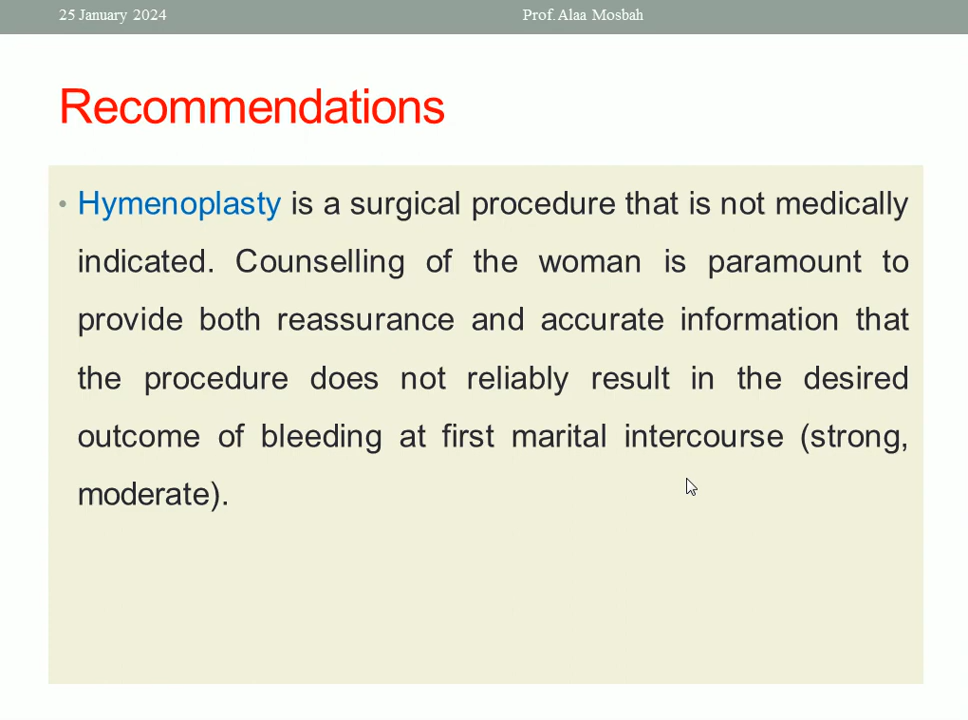 25 January 2024 Prof. Alaa Mosbah
Recommendations
• Hymenoplasty is a surgical procedure that is not medically
indicated. Counselling of the woman is paramount to
provide both reassurance and accurate information that
the procedure does not reliably result in the desired
outcome of bleeding at first marital intercourse (strong,
moderate).